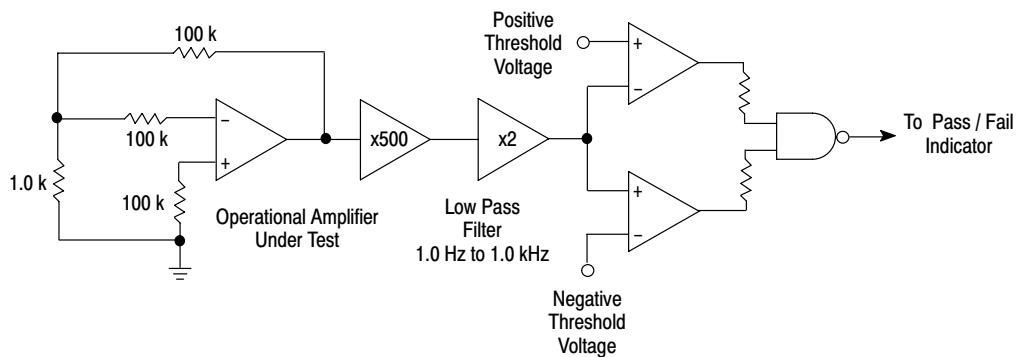 100 k
Positive
Threshold
Voltage
+
−
100 k
−
+
x500
x2
To Pass / Fail
Indicator
1.0 k
100 k
Operational Amplifier
Under Test
Low Pass
Filter
1.0 Hz to 1.0 kHz
+
−
Negative
Threshold
Voltage